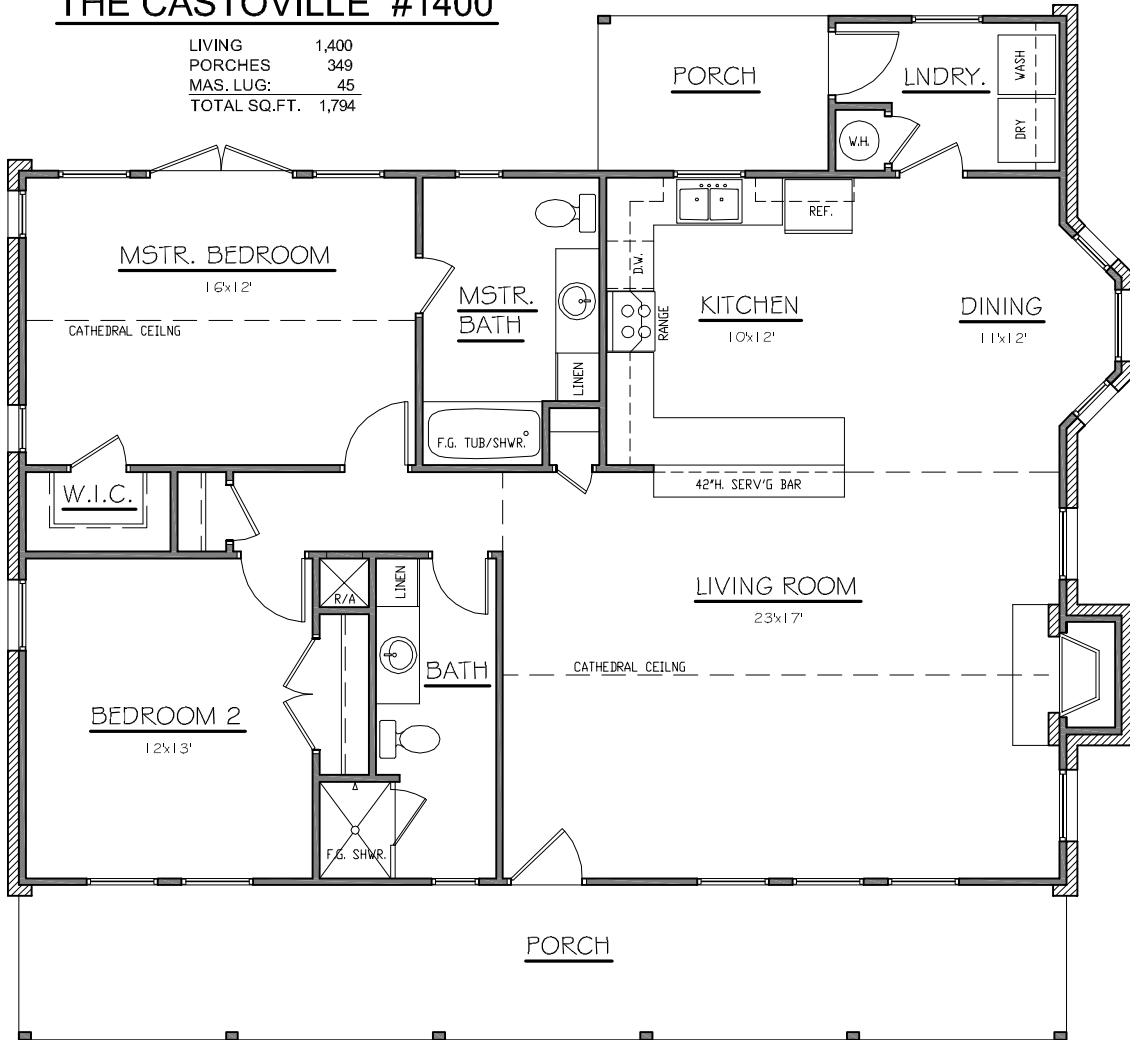 THE CASTOVILLE #1400
LIVING 1,400
PORCHES 349
MAS. LUG: 45
TOTAL SQ.FT. 1,794
PORCH
LNDRY.
WASH
DRY
W.H.
MSTR. BEDROOM
16'x12'
CATHEDRAL CEILNG
MSTR.
BATH
LINEN
F.G. TUB/SHWR.
REF.
D.W.
RANGE
KITCHEN
10'x12'
DINING
11'x12'
42"H. SERV'G BAR
W.I.C.
R/A
LINEN
BATH
LIVING ROOM
23'x17'
CATHEDRAL CEILNG
BEDROOM 2
12'x13'
F.G. SHWR.
PORCH